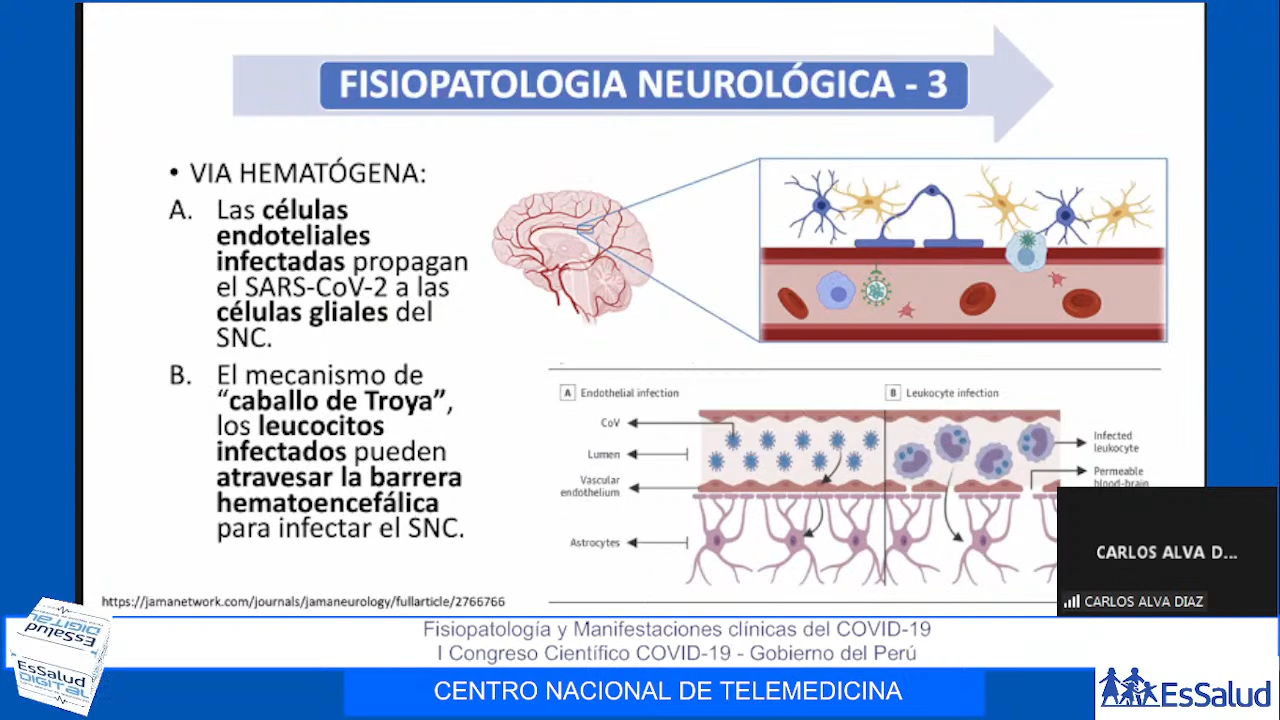 FISIOPATOLOGIA NEUROLÓGICA - 3
• VIA HEMATÓGENA:
A. Las células
endoteliales
infectadas propagan
el SARS-CoV-2 a las
células gliales del
SNC.
B. El mecanismo de
“caballo de Troya”,
los leucocitos
infectados pueden
atravesar la barrera
hematoencefálica
para infectar el SNC.
A Endothelial infection
B Leukocyte infection
CoV
Lumen
Vascular
endothelium
Astrocytes
Infected
leukocyte
Permeable
blood-brain
https://jamanetwork.com/journals/jamaneurology/fullarticle/2766766
CARLOS ALVA D...
CARLOS ALVA DIAZ
Fisiopatología y Manifestaciones clínicas del COVID-19
I Congreso Científico COVID-19 - Gobierno del Perú
CENTRO NACIONAL DE TELEMEDICINA
EsSalud
DIGITAL
EsSalud
DIGITAL
EsSalud